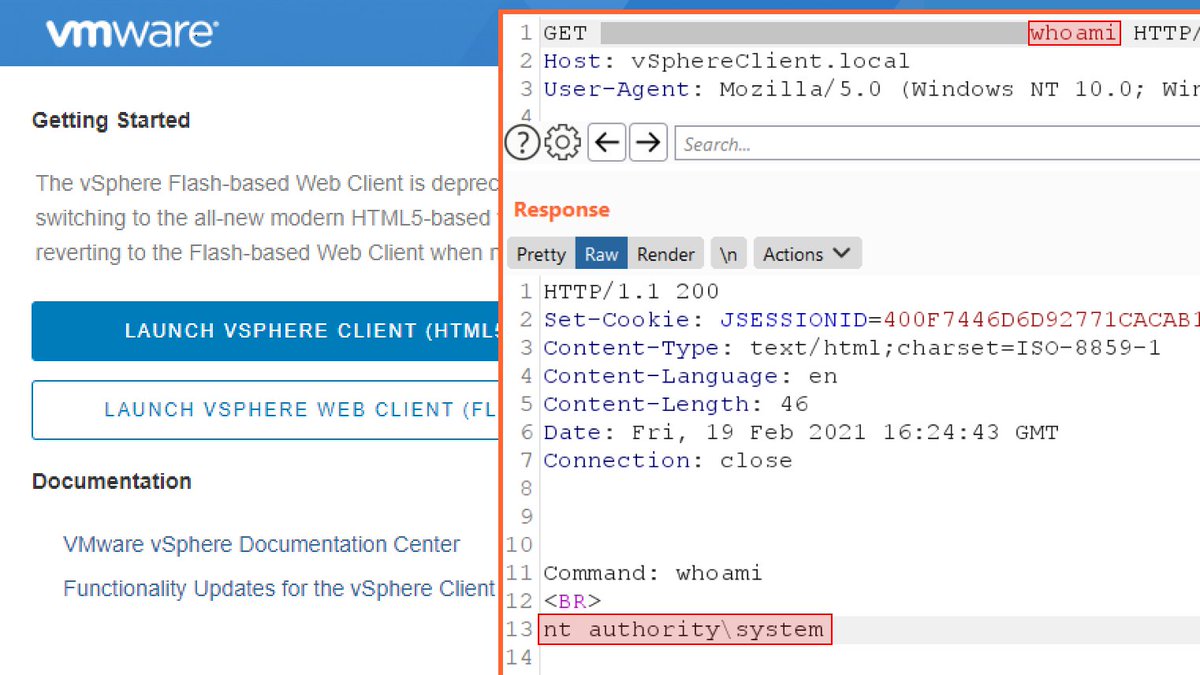 vmware®
Getting Started
The vSphere Flash-based Web Client is deprec
switching to the all-new modern HTML5-based
reverting to the Flash-based Web Client when n
LAUNCH VSPHERE CLIENT (HTML5
LAUNCH VSPHERE WEB CLIENT (FL
Documentation
VMware vSphere Documentation Center
Functionality Updates for the vSphere Client
1 GET whoami HTTP/
2 Host: vSphereClient.local
3 User-Agent: Mozilla/5.0 (Windows NT 10.0; Win
4
? Search...
Response
Pretty Raw Render \n Actions
1 HTTP/1.1 200
2 Set-Cookie: JSESSIONID=400F7446D6D92771CACAB1
3 Content-Type: text/html;charset=ISO-8859-1
4 Content-Language: en
5 Content-Length: 46
6 Date: Fri, 19 Feb 2021 16:24:43 GMT
7 Connection: close
8
9
10
11 Command: whoami
12 <BR>
13 nt authority\system
14